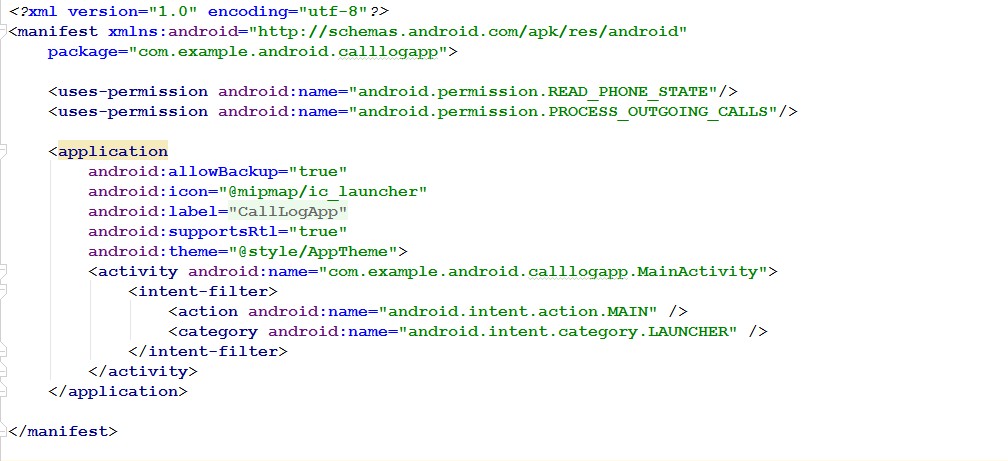 <?xml version="1.0" encoding="utf-8"?>
<manifest xmlns:android="http://schemas.android.com/apk/res/android"
    package="com.example.android.calllogapp">

    <uses-permission android:name="android.permission.READ_PHONE_STATE"/>
    <uses-permission android:name="android.permission.PROCESS_OUTGOING_CALLS"/>

    <application
        android:allowBackup="true"
        android:icon="@mipmap/ic_launcher"
        android:label="CallLogApp"
        android:supportsRtl="true"
        android:theme="@style/AppTheme">
        <activity android:name="com.example.android.calllogapp.MainActivity">
            <intent-filter>
                <action android:name="android.intent.action.MAIN" />
                <category android:name="android.intent.category.LAUNCHER" />
            </intent-filter>
        </activity>
    </application>

</manifest>